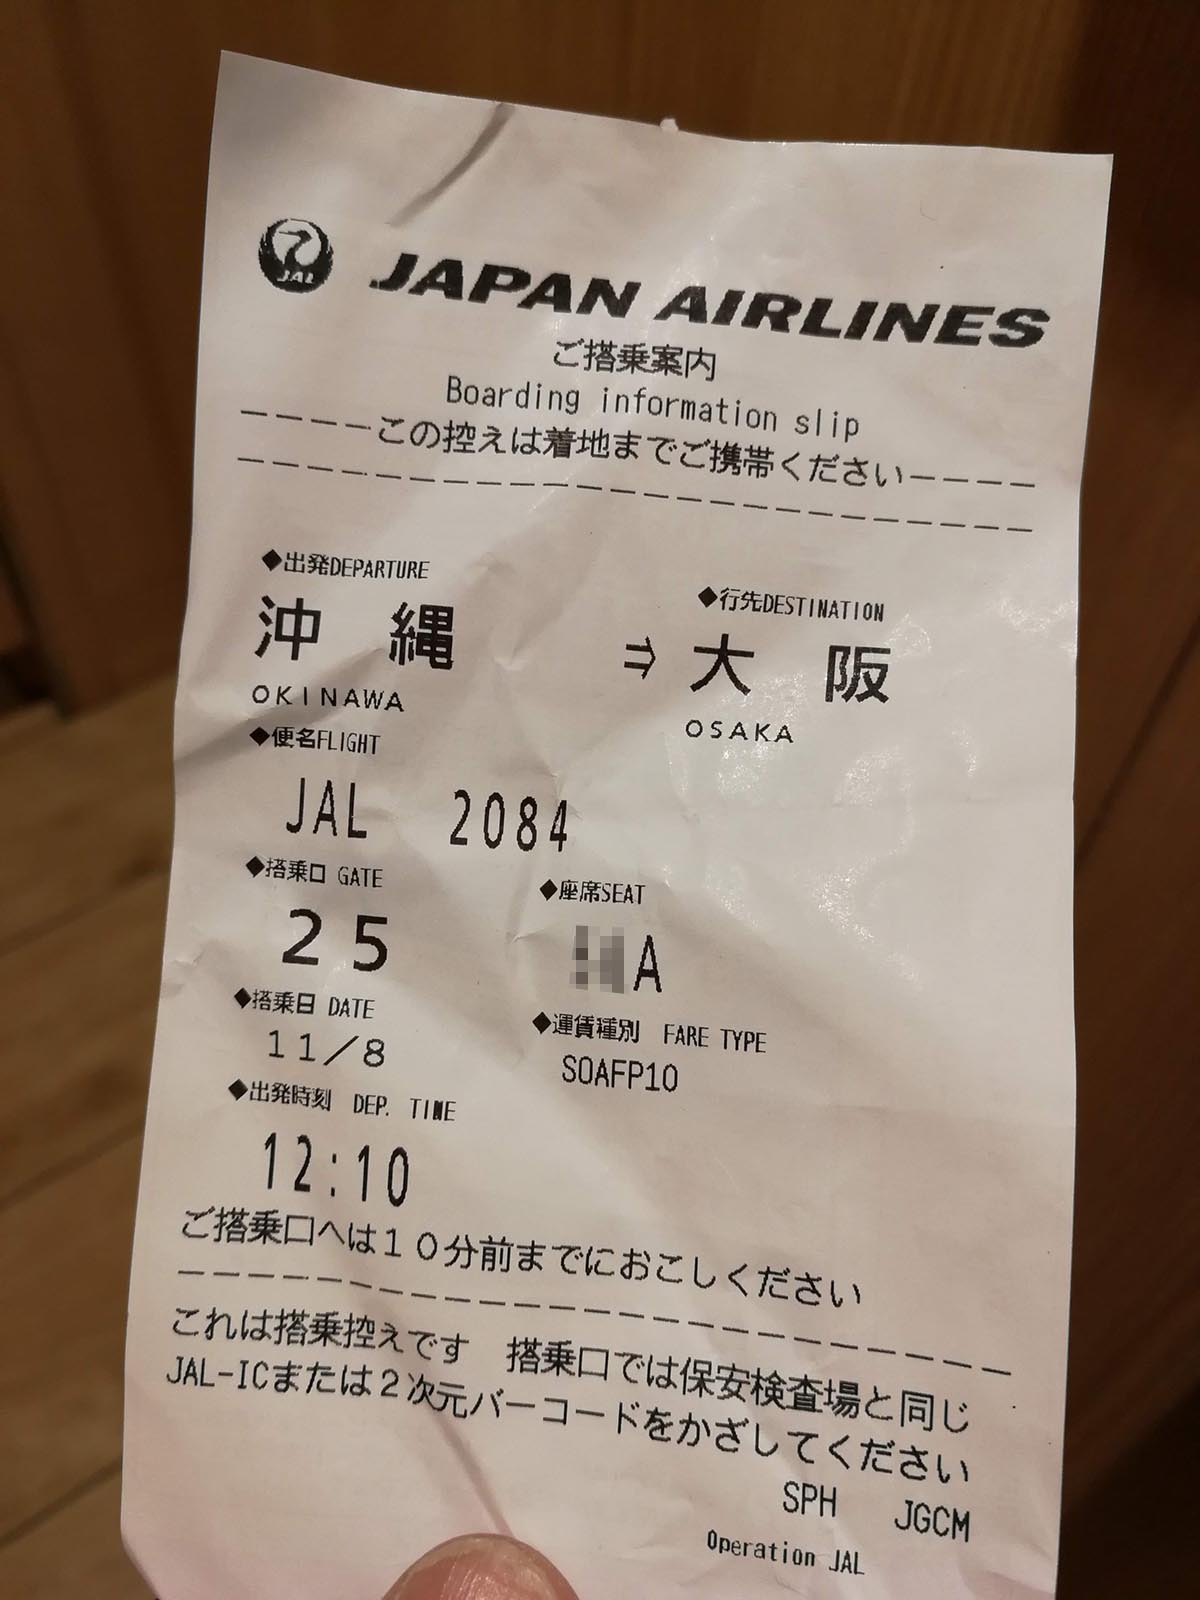 JAL JAPAN AIRLINES
ご搭乗案内
Boarding information slip
----この控えは着地までご携帯ください----
◆出発DEPARTURE ◆行先DESTINATION
沖 縄 ⇒ 大 阪
OKINAWA OSAKA
◆便名FLIGHT
JAL 2084
◆搭乗口 GATE ◆座席SEAT
25 A
◆搭乗日 DATE ◆運賃種別 FARE TYPE
11/8 SOAFP10
◆出発時刻 DEP. TIME
12:10
ご搭乗口へは10分前までにおこしください
これは搭乗控えです 搭乗口では保安検査場と同じ
JAL-ICまたは2次元バーコードをかざしてください
SPH JGCM
Operation JAL